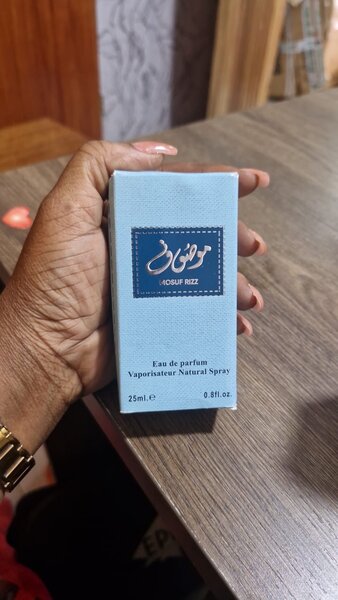 موصوف
MOSUF RIZZ
Eau de parfum
Vaporisateur Natural Spray
25ml.e 0.8fl.oz.